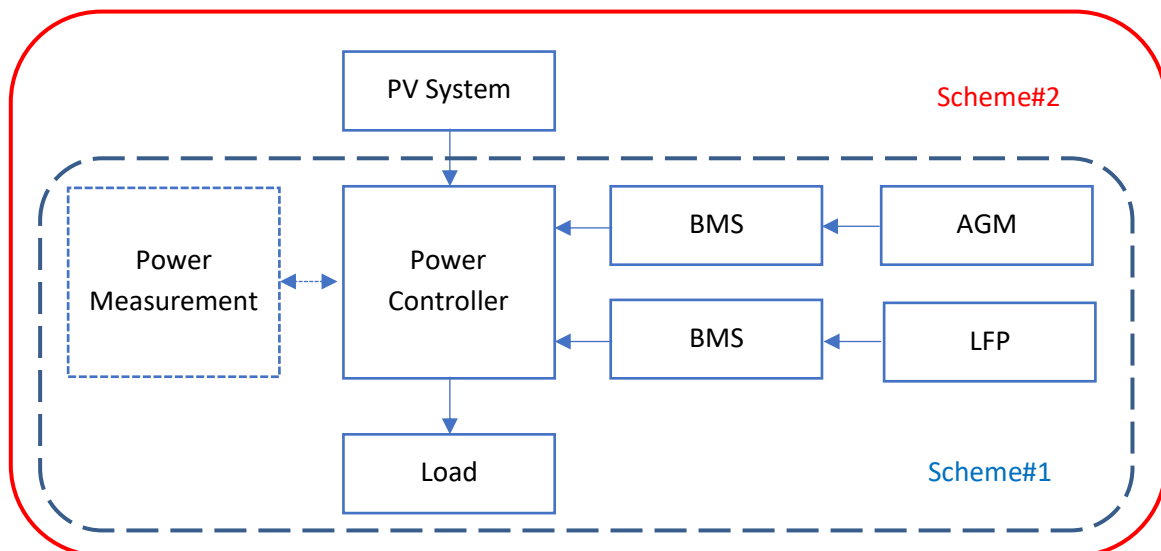 PV System
Scheme#2
Power
Measurement
Power
Controller
BMS
AGM
BMS
LFP
Load
Scheme#1